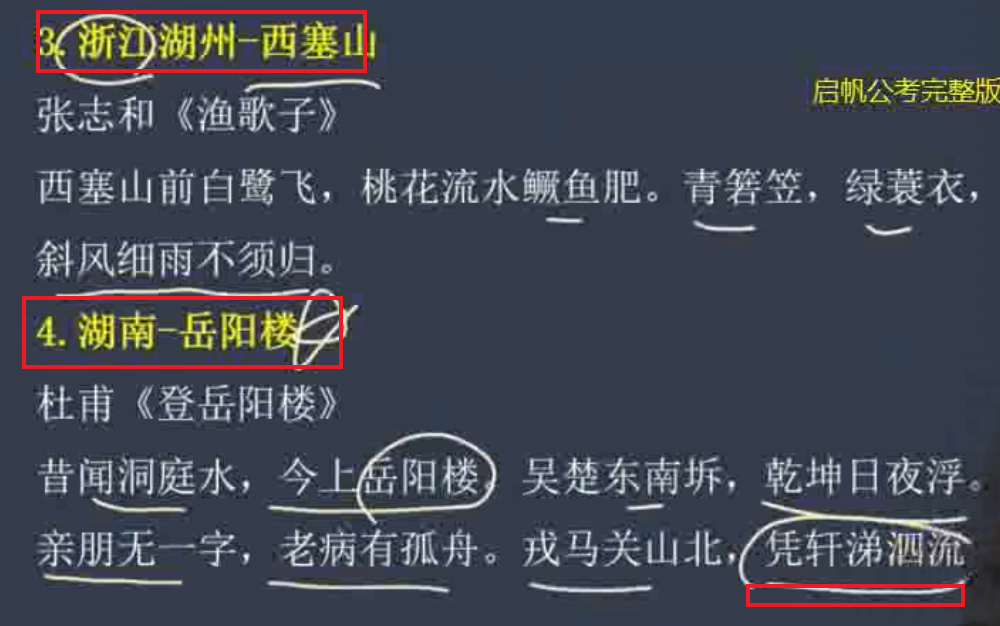 3. 浙江湖州-西塞山
启帆公考完整版
张志和《渔歌子》
西塞山前白鹭飞，桃花流水鳜鱼肥。青箬笠，绿蓑衣，
斜风细雨不须归。
4. 湖南-岳阳楼
杜甫《登岳阳楼》
昔闻洞庭水，今上岳阳楼。吴楚东南坼，乾坤日夜浮。
亲朋无一字，老病有孤舟。戎马关山北，凭轩涕泗流